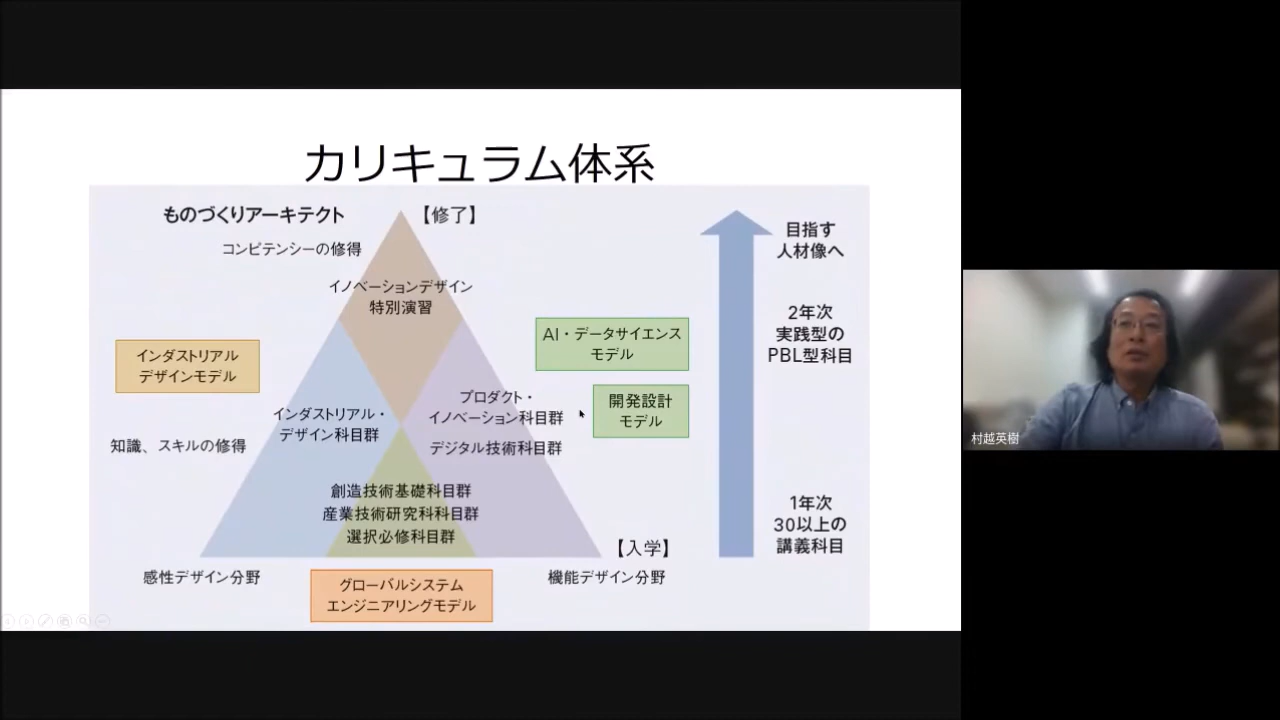 カリキュラム体系
ものづくりアーキテクト
【修了】
コンピテンシーの修得
イノベーションデザイン
特別演習
目指す
人材像へ
2年次
実践型の
PBL型科目
AI・データサイエンス
モデル
インダストリアル
デザインモデル
プロダクト・
イノベーション科目群
デジタル技術科目群
開発設計
モデル
インダストリアル・
デザイン科目群
知識、スキルの修得
村越英樹
創造技術基礎科目群
産業技術研究科科目群
選択必修科目群
1年次
30以上の
講義科目
【入学】
感性デザイン分野
機能デザイン分野
グローバルシステム
エンジニアリングモデル